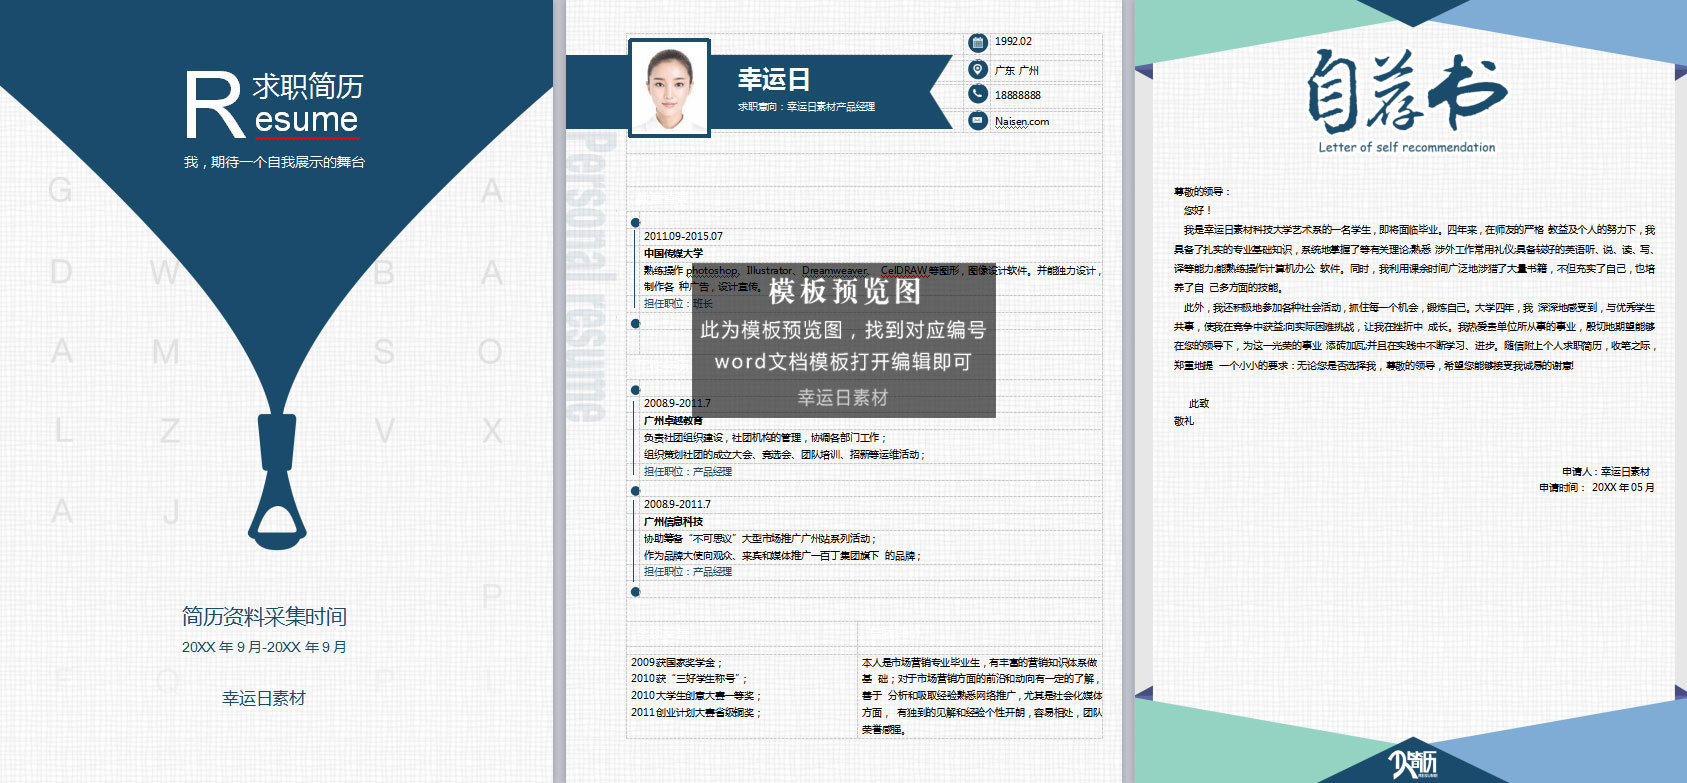 R 求职简历
esume
我，期待一个自我展示的舞台
G A
D W B A
A M S O
L Z V X
A J
P
F O
简历资料采集时间
20XX 年 9 月-20XX 年 9 月
幸运日素材
幸运日
求职意向：幸运日素材产品经理
1992.02
广东 广州
18888888
Naisen.com
Personal resume
2011.09-2015.07
中国传媒大学
熟练操作 photoshop、Illustrator、Dreamweaver、 CelDRAW 等图形，图像设计软件。并能独力设计，
制作各 种广告，设计宣传。
担任职位：班长
模板预览图
此为模板预览图，找到对应编号
word文档模板打开编辑即可
幸运日素材
2008.9-2011.7
广州卓越教育
负责社团组织建设，社团机构的管理，协调各部门工作；
组织策划社团的成立大会、竞选会、团队培训、招新等运维活动；
担任职位：产品经理
2008.9-2011.7
广州信息科技
协助筹备“不可思议”大型市场推广广州站系列活动；
作为品牌大使向观众、来宾和媒体推广一百丁集团旗下 的品牌；
担任职位：产品经理
2009 获国家奖学金；
2010 获“三好学生称号”；
2010 大学生创意大赛一等奖；
2011 创业计划大赛省级铜奖；
本人是市场营销专业毕业生，有丰富的营销知识体系做
基 础；对于市场营销方面的前沿和动向有一定的了解，
善于 分析和吸取经验熟悉网络推广，尤其是社会化媒体
方面， 有独到的见解和经验个性开朗，容易相处，团队
荣誉感强。
自荐书
Letter of self recommendation
尊敬的领导：
您好！
我是幸运日素材科技大学艺术系的一名学生，即将面临毕业。四年来，在师友的严格 教益及个人的努力下，我
具备了扎实的专业基础知识，系统地掌握了等有关理论;熟悉 涉外工作常用礼仪;具备较好的英语听、说、读、写、
译等能力;能熟练操作计算机办公 软件。同时，我利用课余时间广泛地涉猎了大量书籍，不但充实了自己，也培
养了自 己多方面的技能。
此外，我还积极地参加各种社会活动，抓住每一个机会，锻炼自己。大学四年，我 深深地感受到，与优秀学生
共事，使我在竞争中获益;向实际困难挑战，让我在挫折中 成长。我热爱贵单位所从事的事业，殷切地期望能够
在您的领导下，为这一光荣的事业 添砖加瓦;并且在实践中不断学习、进步。随信附上个人求职简历，收笔之际，
郑重地提 一个小小的要求：无论您是否选择我，尊敬的领导，希望您能够接受我诚恳的谢意!
此致
敬礼
申请人：幸运日素材
申请时间： 20XX 年 05 月
简历
RESUME